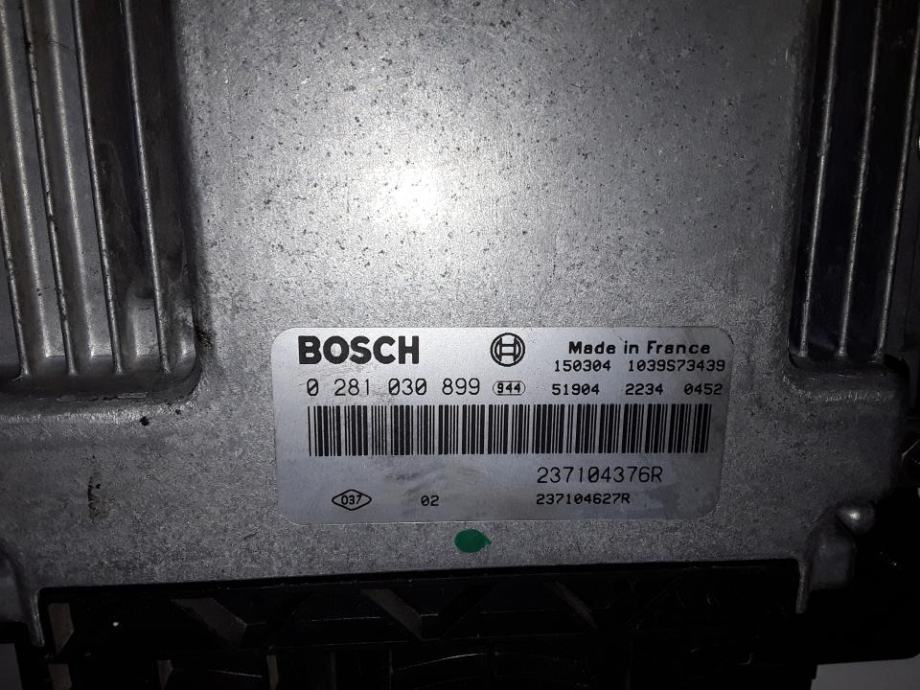 BOSCH Made in France
150304 1039S73439
0 281 030 899 944 51904 2234 0452
237104376R
037 02 237104627R